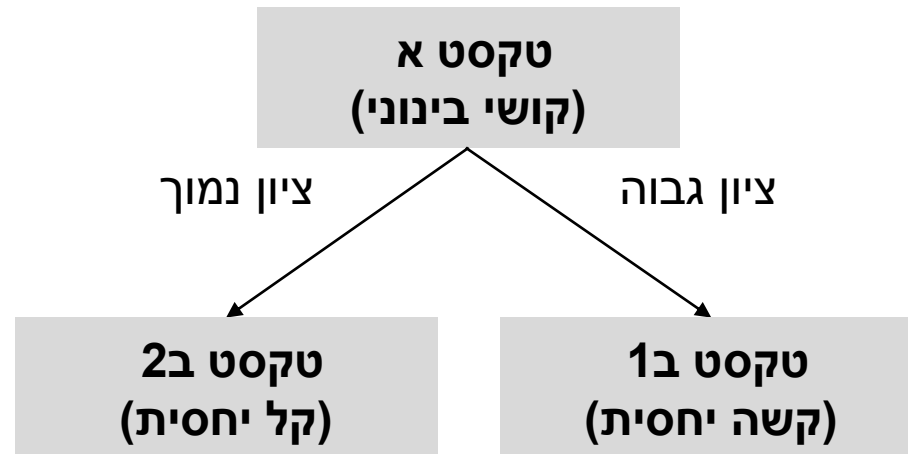 טקסט א
(קושי בינוני)
ציון גבוה
ציון נמוך
טקסט ב1
(קשה יחסית)
טקסט ב2
(קל יחסית)